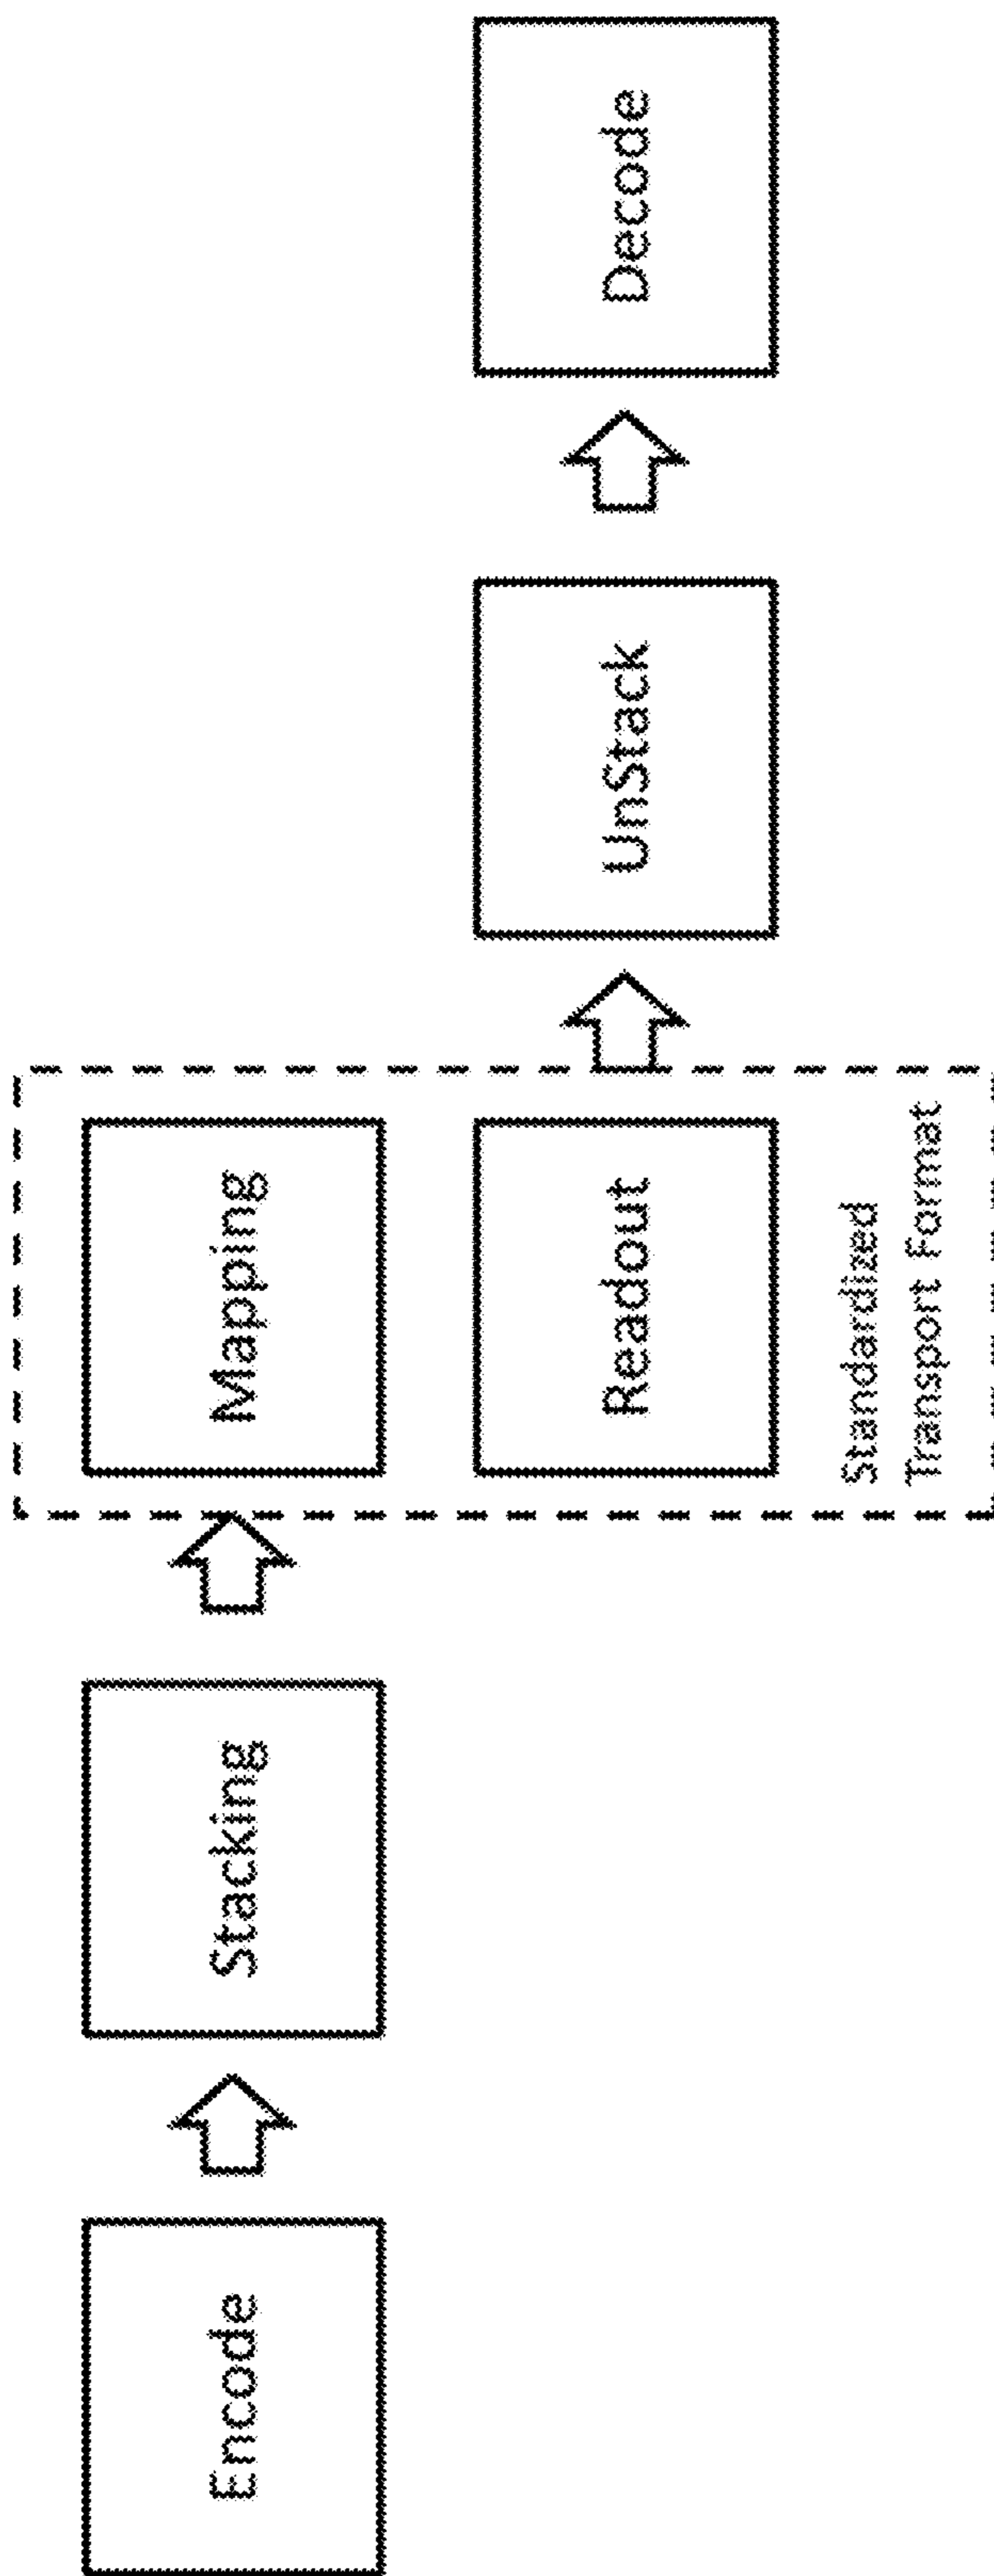 Encode
Stacking
Mapping
Readout
Standardized
Transport Format
UnStack
Decode